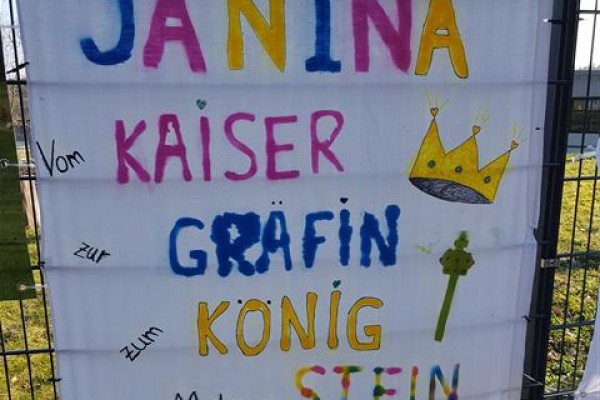 JANINA
Vom KAiSER
zur GRÄFiN
zum KÖNiG
STEIN